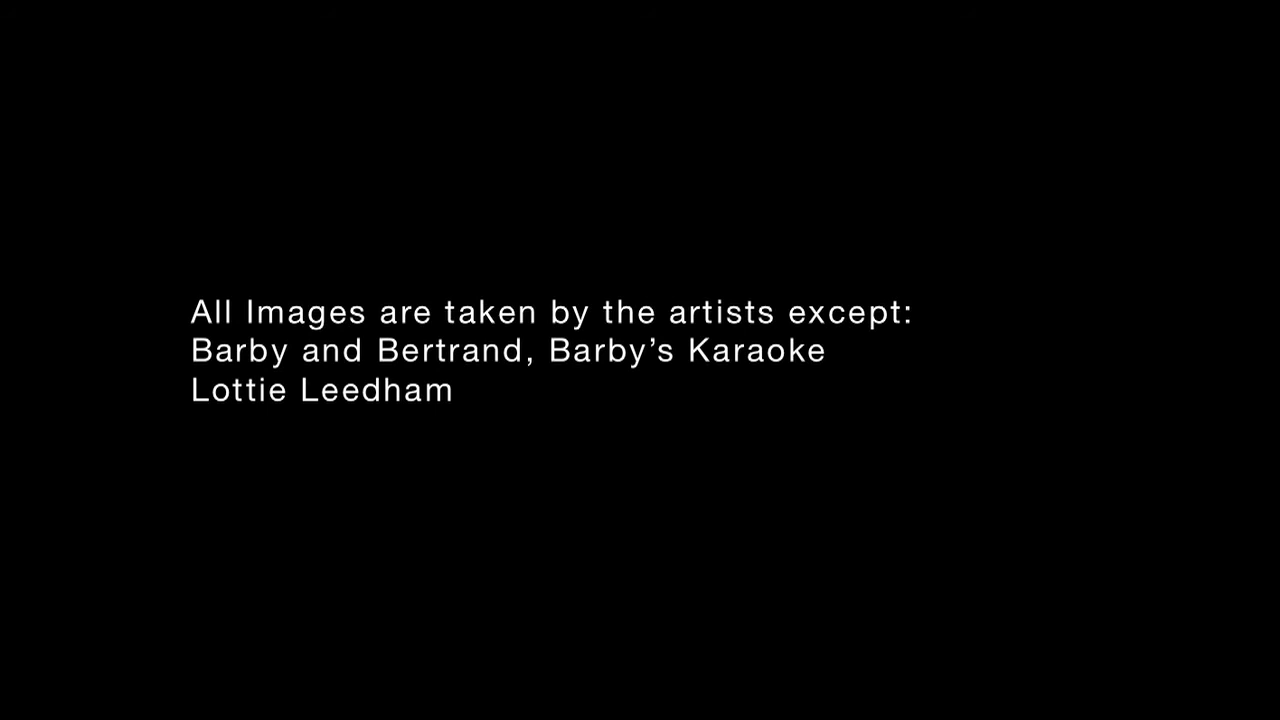 All Images are taken by the artists except:
Barby and Bertrand, Barby’s Karaoke
Lottie Leedham